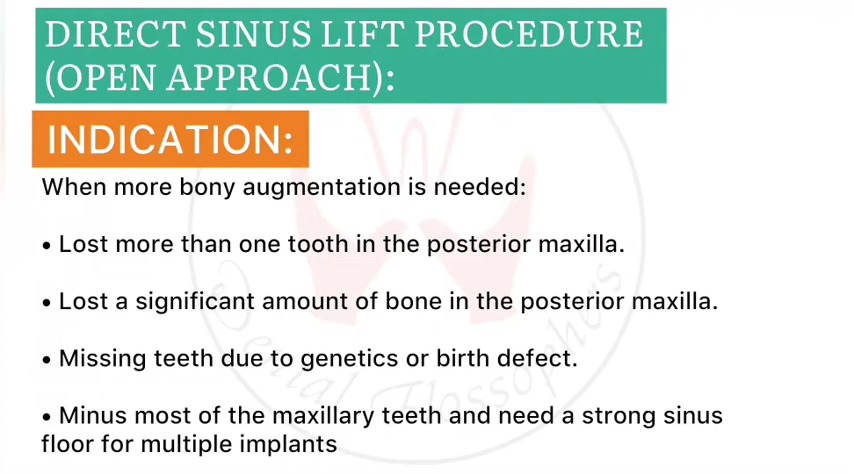 DIRECT SINUS LIFT PROCEDURE
(OPEN APPROACH):
INDICATION:
When more bony augmentation is needed:
• Lost more than one tooth in the posterior maxilla.
• Lost a significant amount of bone in the posterior maxilla.
• Missing teeth due to genetics or birth defect.
• Minus most of the maxillary teeth and need a strong sinus
floor for multiple implants
Dental Flossophers